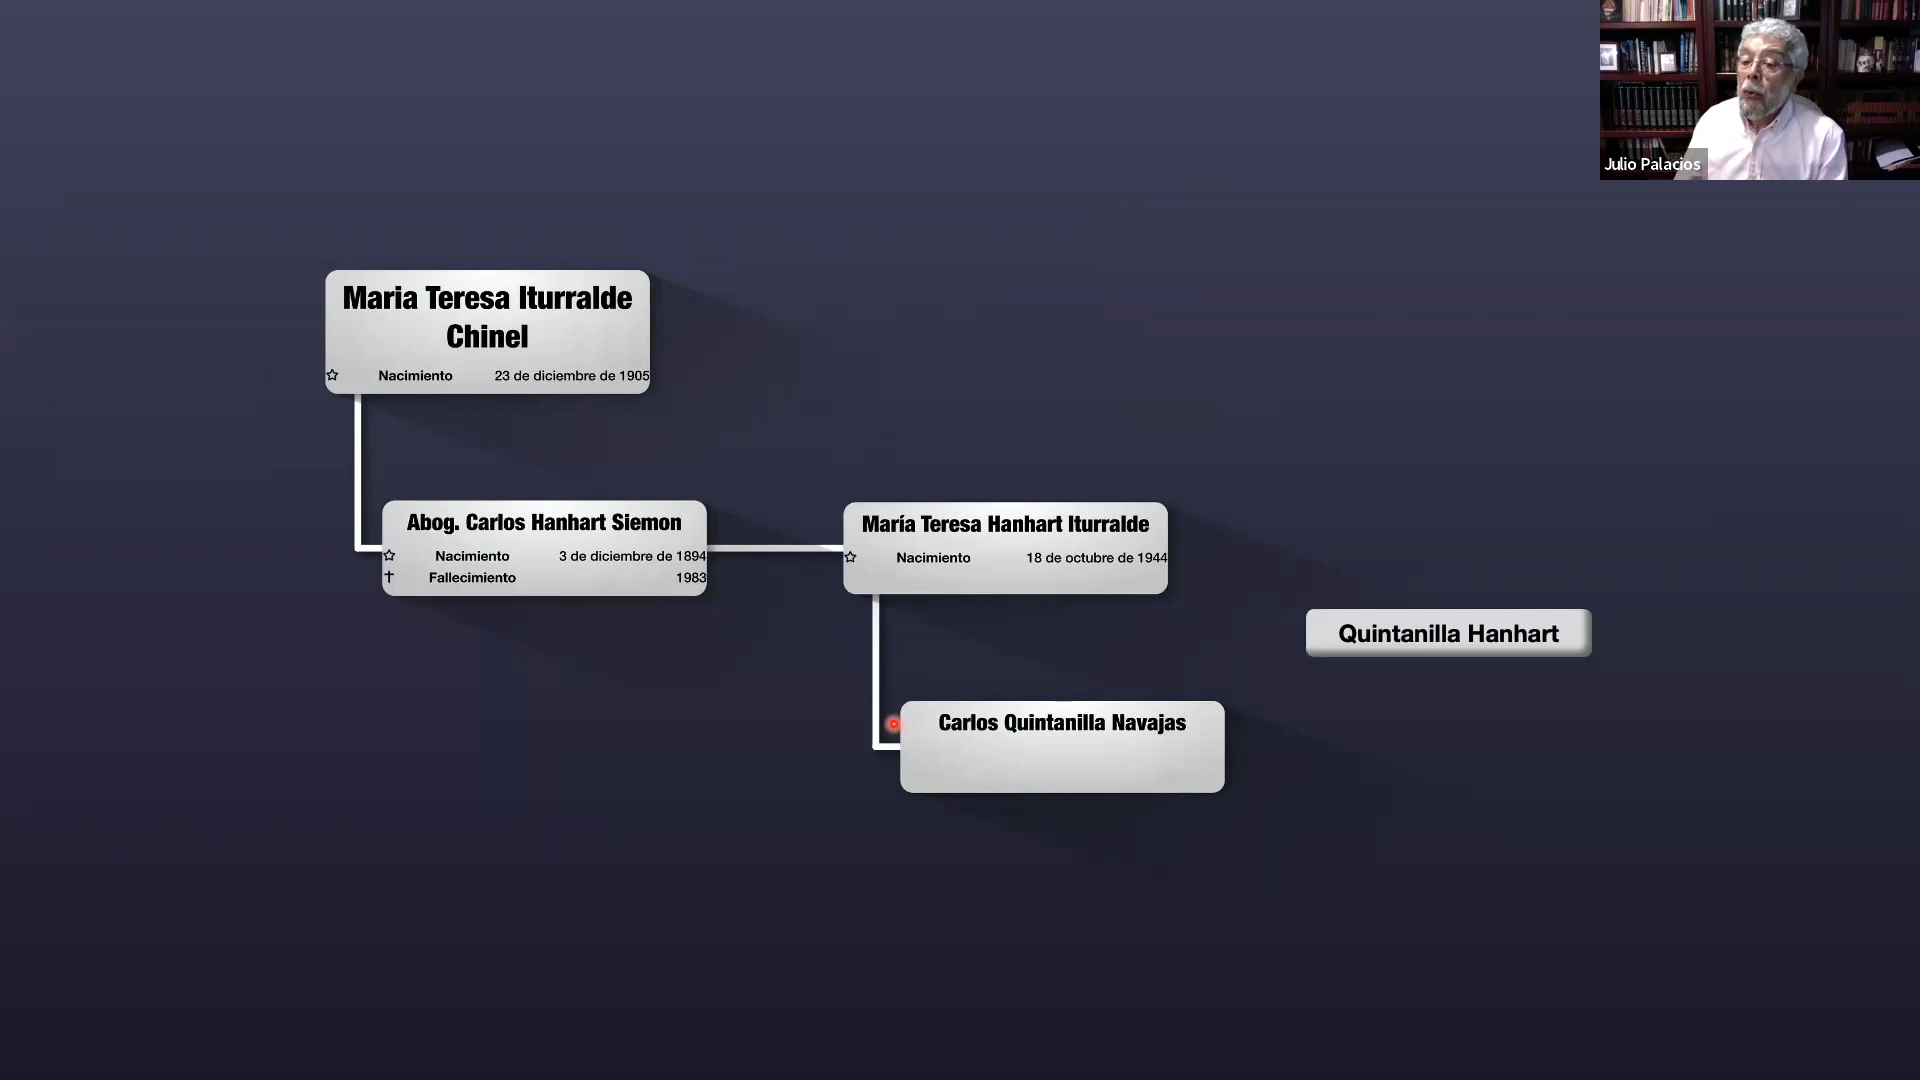 Julio Palacios
Maria Teresa Iturralde
Chinel
Nacimiento 23 de diciembre de 1905
Abog. Carlos Hanhart Siemon
Nacimiento 3 de diciembre de 1894
Fallecimiento 1983
María Teresa Hanhart Iturralde
Nacimiento 18 de octubre de 1944
Quintanilla Hanhart
Carlos Quintanilla Navajas